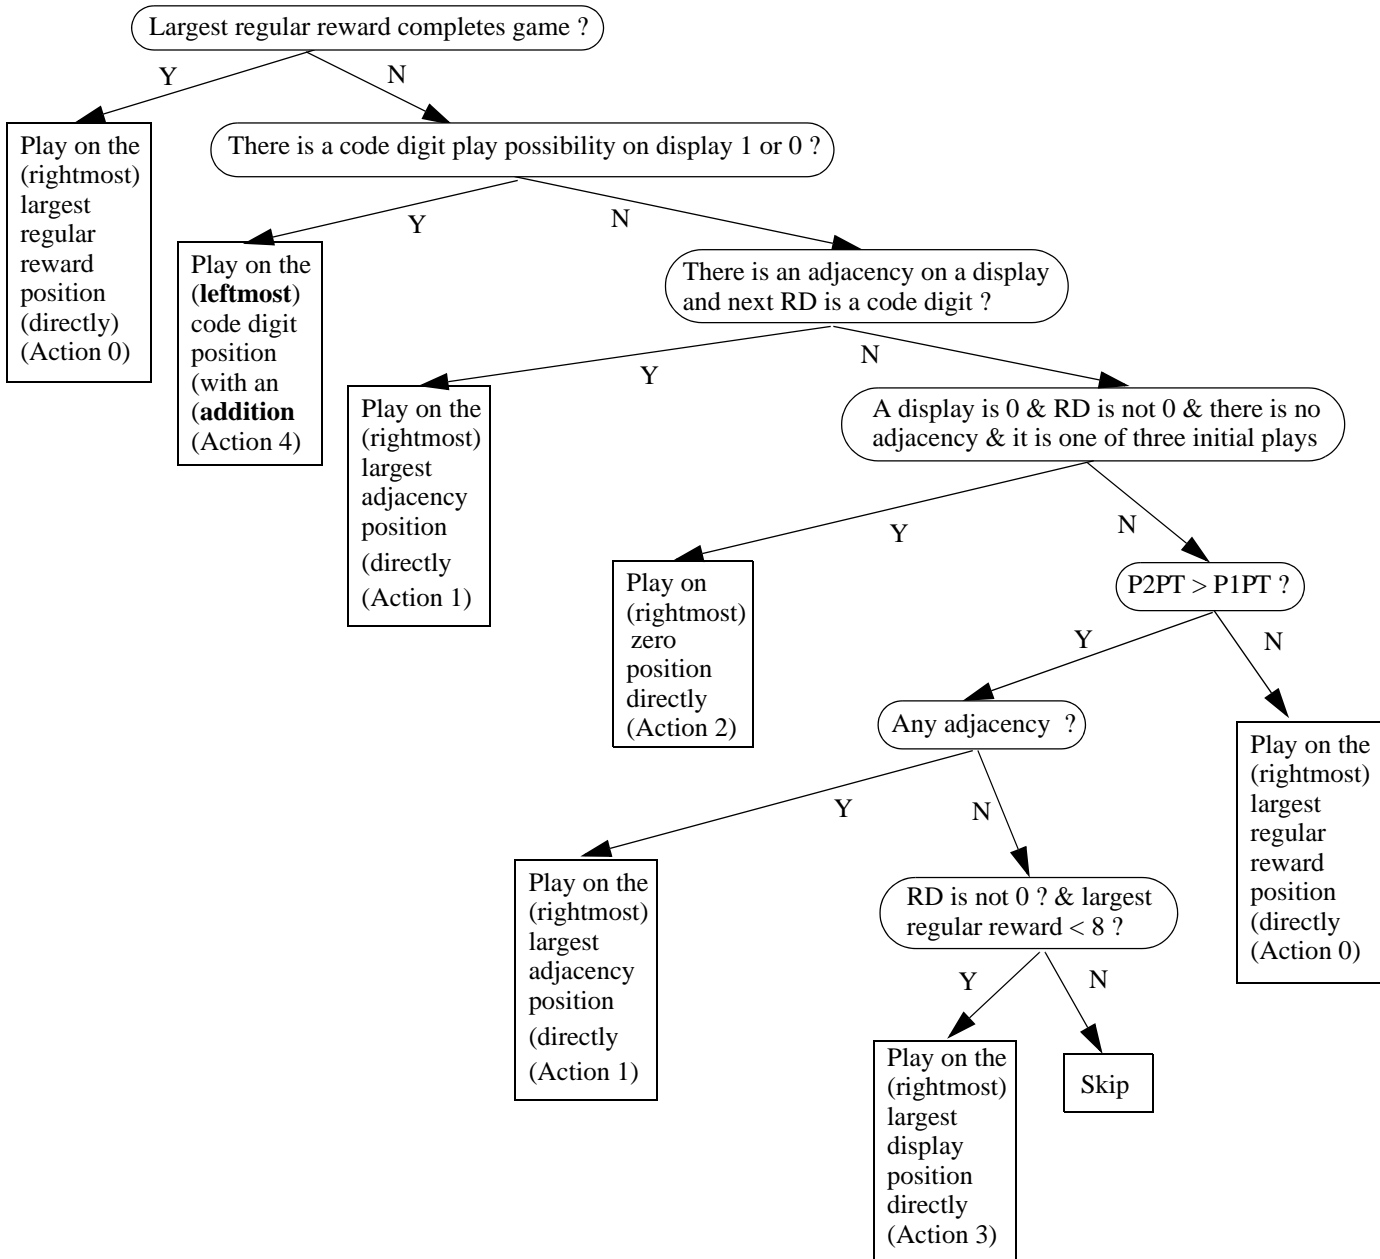 Largest regular reward completes game ?
Y
N
Play on the
(rightmost)
largest
regular
reward
position
(directly)
(Action 0)
There is a code digit play possibility on display 1 or 0 ?
Y
N
Play on the
(leftmost)
code digit
position
(with an
(addition
(Action 4)
There is an adjacency on a display
and next RD is a code digit ?
Y
N
Play on the
(rightmost)
largest
adjacency
position
(directly
(Action 1)
A display is 0 & RD is not 0 & there is no
adjacency & it is one of three initial plays
Y
N
Play on
(rightmost)
zero
position
directly
(Action 2)
P2PT > P1PT ?
Y
N
Any adjacency ?
Play on the
(rightmost)
largest
regular
reward
position
(directly
(Action 0)
Y
N
Play on the
(rightmost)
largest
adjacency
position
(directly
(Action 1)
RD is not 0 ? & largest
regular reward < 8 ?
Y
N
Play on the
(rightmost)
largest
display
position
directly
(Action 3)
Skip